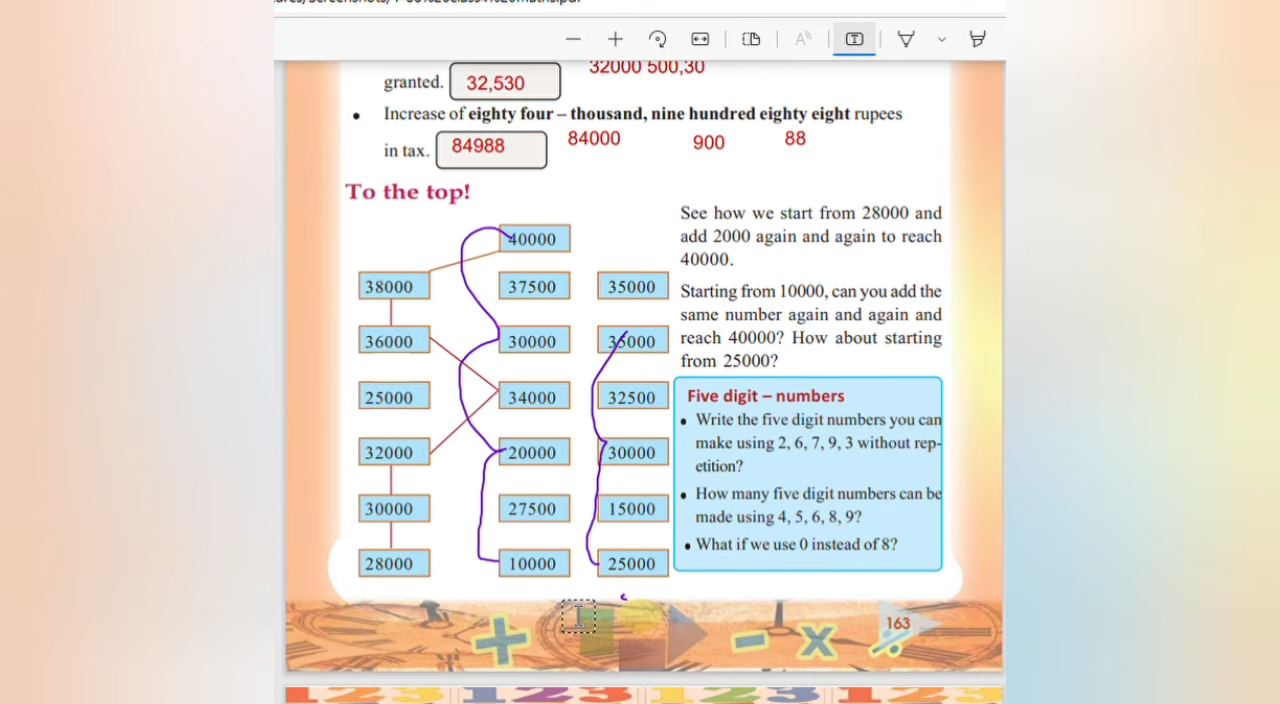 granted. 32,530 32000 500,30
• Increase of eighty four – thousand, nine hundred eighty eight rupees
in tax. 84988 84000 900 88
To the top!
40000
38000 37500 35000
36000 30000 35000
25000 34000 32500
32000 20000 30000
30000 27500 15000
28000 10000 25000
See how we start from 28000 and
add 2000 again and again to reach
40000.
Starting from 10000, can you add the
same number again and again and
reach 40000? How about starting
from 25000?
Five digit – numbers
• Write the five digit numbers you can
make using 2, 6, 7, 9, 3 without rep-
etition?
• How many five digit numbers can be
made using 4, 5, 6, 8, 9?
• What if we use 0 instead of 8?
163